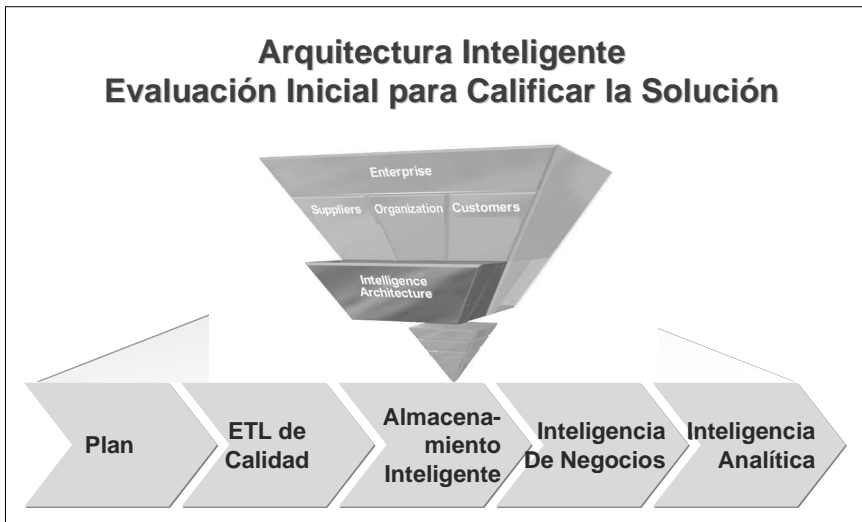 Arquitectura Inteligente
Evaluación Inicial para Calificar la Solución
Enterprise
Suppliers Organization Customers
Intelligence
Architecture
Plan
ETL de
Calidad
Almacena-
miento
Inteligente
Inteligencia
De Negocios
Inteligencia
Analítica